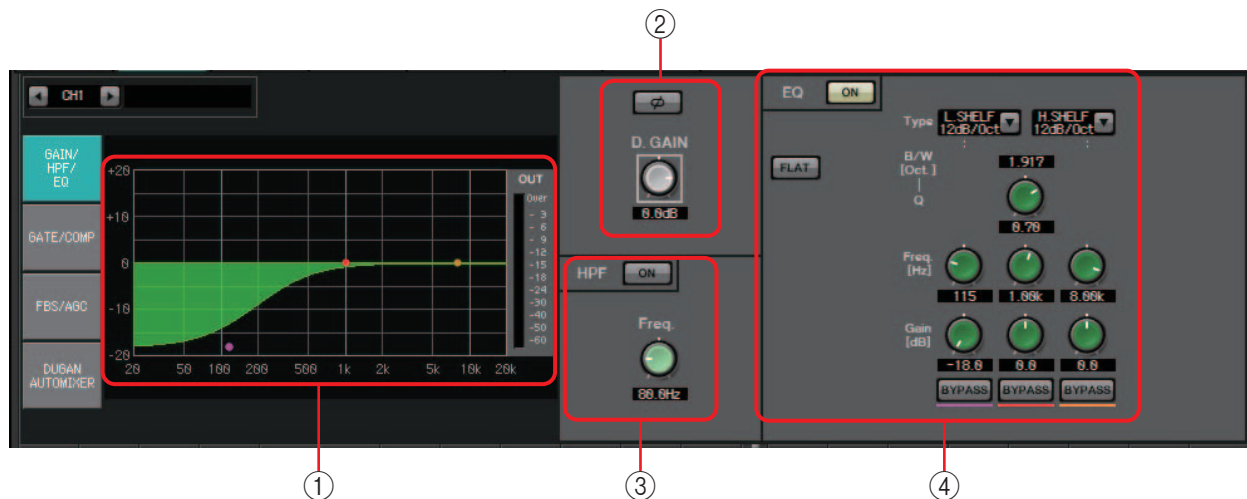 ②
CH1
GAIN/
HPF/
EQ
GATE/COMP
FBS/AGC
DUGAN
AUTOMIXER
+20
+10
0
-10
-20
20 50 100 200 500 1k 2k 5k 10k 20k
OUT
Over
- 3
- 6
- 9
-12
-15
-18
-24
-30
-40
-50
-60
Ø
D. GAIN
0.0dB
HPF ON
Freq.
80.0Hz
EQ ON
FLAT
Type L.SHELF 12dB/Oct H.SHELF 12dB/Oct
B/W
[Oct.]
Q
1.917
0.70
Freq.
[Hz]
115 1.00k 8.00k
Gain
[dB]
-18.0 0.0 0.0
BYPASS BYPASS BYPASS
① ③ ④